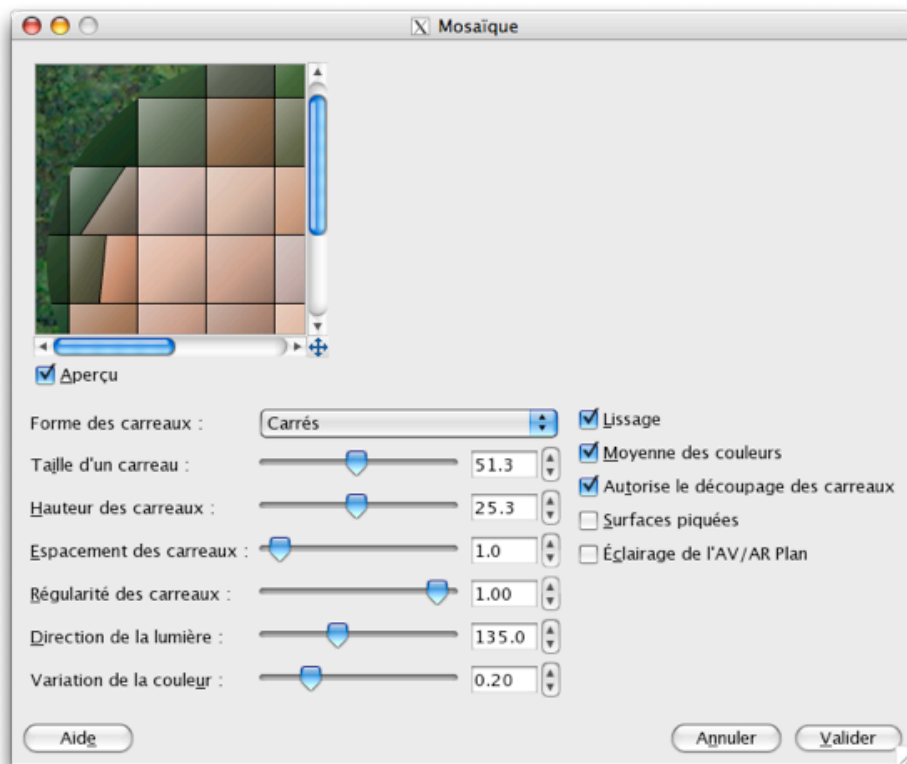 X Mosaïque
Aperçu
Forme des carreaux : Carrés
Taille d'un carreau : 51.3
Hauteur des carreaux : 25.3
Espacement des carreaux : 1.0
Régularité des carreaux : 1.00
Direction de la lumière : 135.0
Variation de la couleur : 0.20
Lissage
Moyenne des couleurs
Autorise le découpage des carreaux
Surfaces piquées
Éclairage de l'AV/AR Plan
Aide
Annuler
Valider